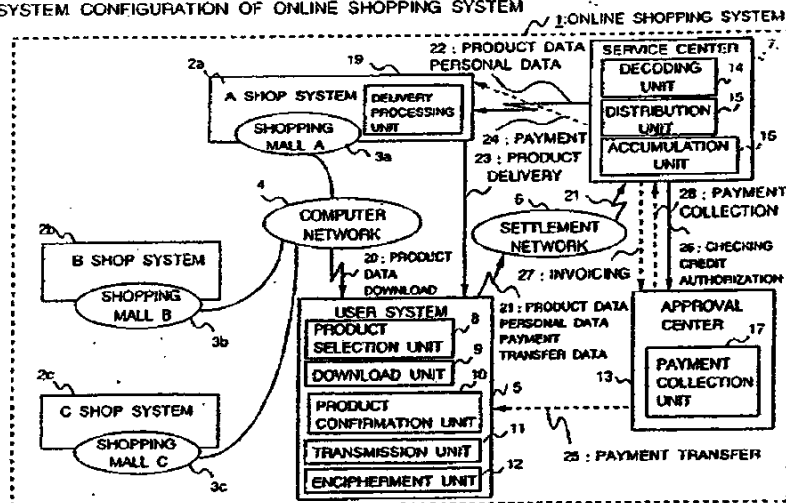 SYSTEM CONFIGURATION OF ONLINE SHOPPING SYSTEM
1:ONLINE SHOPPING SYSTEM
2a
19
A SHOP SYSTEM
DELIVERY
PROCESSING
UNIT
SHOPPING
MALL A
3a
22 : PRODUCT DATA
PERSONAL DATA
24 : PAYMENT
23 : PRODUCT
DELIVERY
SERVICE CENTER
7
DECODING
UNIT
14
DISTRIBUTION
UNIT
15
ACCUMULATION
UNIT
16
4
COMPUTER
NETWORK
6
21
SETTLEMENT
NETWORK
28 : PAYMENT
COLLECTION
26 : CHECKING
CREDIT
AUTHORIZATION
27 : INVOICING
2b
B SHOP SYSTEM
SHOPPING
MALL B
3b
20 : PRODUCT
DATA
DOWNLOAD
21 : PRODUCT DATA
PERSONAL DATA
PAYMENT
TRANSFER DATA
USER SYSTEM
PRODUCT
SELECTION UNIT
8
DOWNLOAD UNIT
9
PRODUCT
CONFIRMATION UNIT
10
5
TRANSMISSION UNIT
11
ENCIPHERMENT UNIT
12
APPROVAL
CENTER
17
PAYMENT
COLLECTION
UNIT
13
25 : PAYMENT TRANSFER
2c
C SHOP SYSTEM
SHOPPING
MALL C
3c